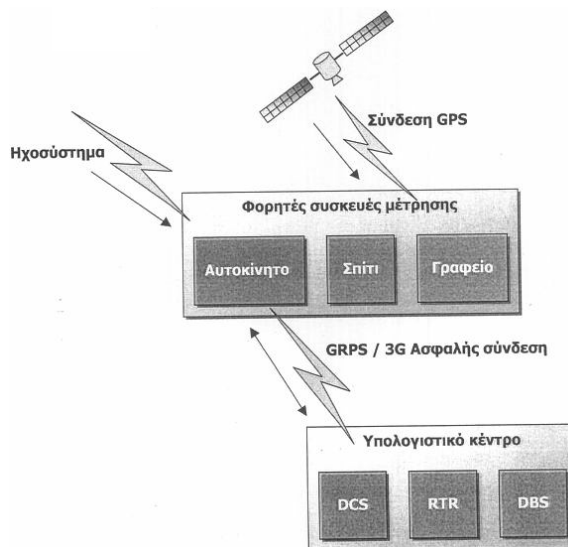 Σύνδεση GPS
Ηχοσύστημα
Φορητές συσκευές μέτρησης
Αυτοκίνητο
Σπίτι
Γραφείο
GRPS / 3G Ασφαλής σύνδεση
Υπολογιστικό κέντρο
DCS
RTR
DBS